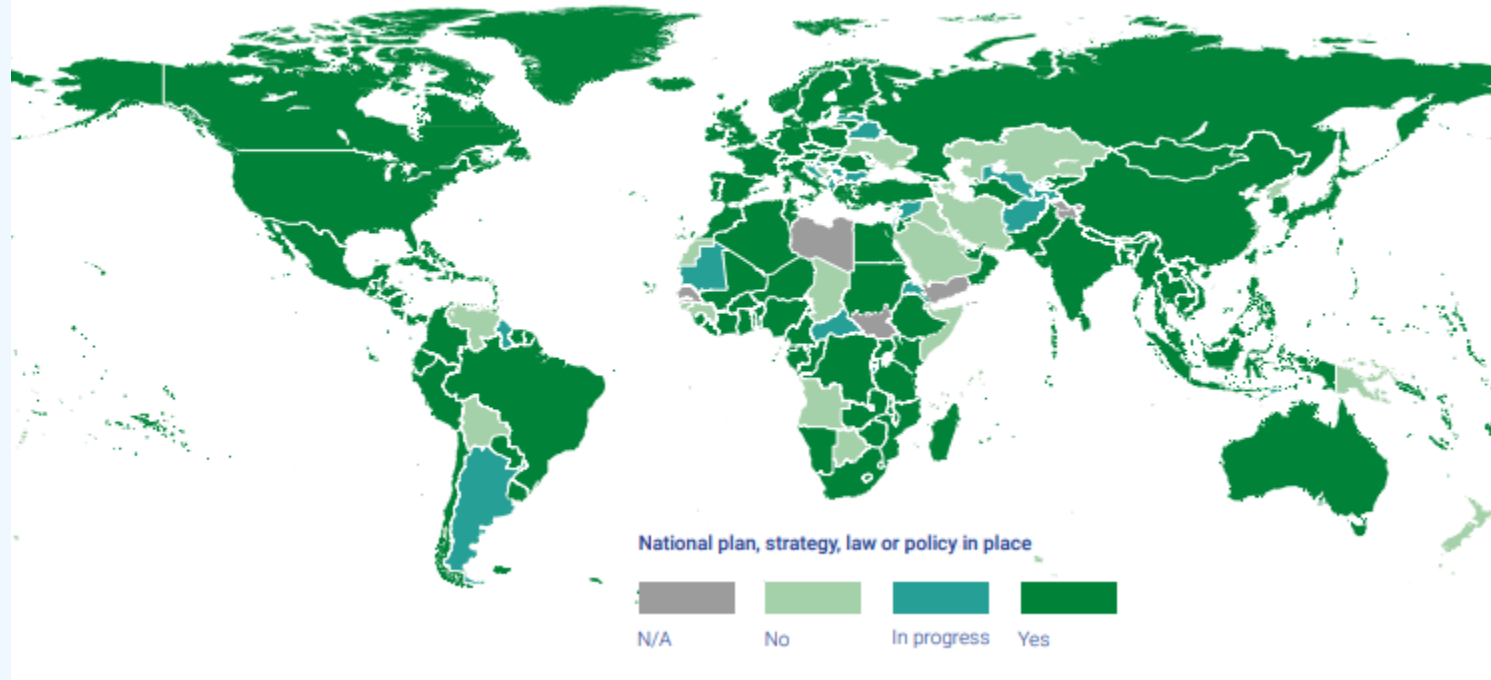 National plan, strategy, law or policy in place
N/A No In progress Yes